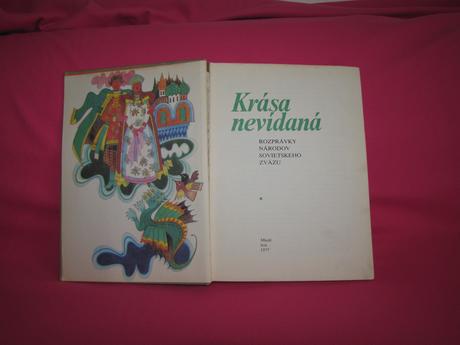 Krása
nevídaná
ROZPRÁVKY
NÁRODOV
SOVIETSKEHO
ZVÄZU
Mladé
letá
1977